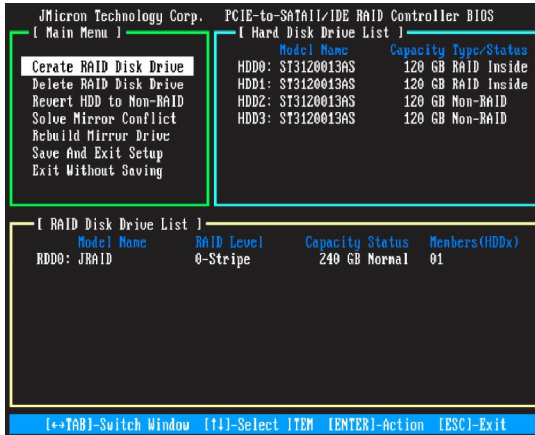 JMicron Technology Corp. PCIE-to-SATAII/IDE RAID Controller BIOS
[ Main Menu ]
Cerate RAID Disk Drive
Delete RAID Disk Drive
Revert HDD to Non-RAID
Solve Mirror Conflict
Rebuild Mirrur Drive
Save And Exit Setup
Exit Without Saving
[ Hard Disk Drive List ]
Model Name Capacity Type/Status
HDD0: ST3120013AS 120 GB RAID Inside
HDD1: ST3120013AS 120 GB RAID Inside
HDD2: ST3120013AS 120 GB Non-RAID
HDD3: ST3120013AS 120 GB Non-RAID
[ RAID Disk Drive List ]
Model Name RAID Level Capacity Status Members(HDDx)
RDD0: JRAID 0-Stripe 240 GB Normal 01
[↔TAB]-Switch Window [↑↓]-Select ITEM [ENTER]-Action [ESC]-Exit